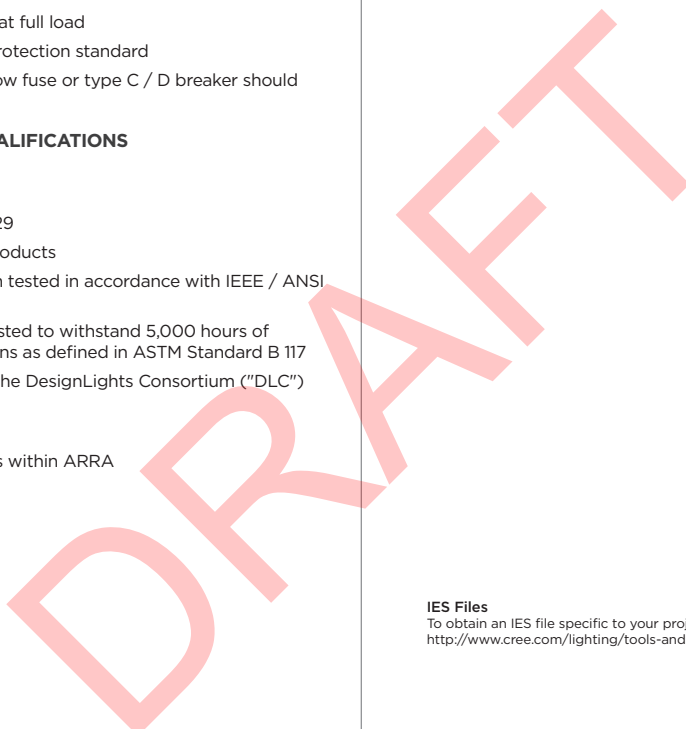 at full load
rotection standard
ow fuse or type C / D breaker should
ALIFICATIONS
29
oducts
n tested in accordance with IEEE / ANSI
sted to withstand 5,000 hours of
ns as defined in ASTM Standard B 117
he DesignLights Consortium ("DLC")
s within ARRA
IES Files
To obtain an IES file specific to your proj
http://www.cree.com/lighting/tools-and
DRAFT